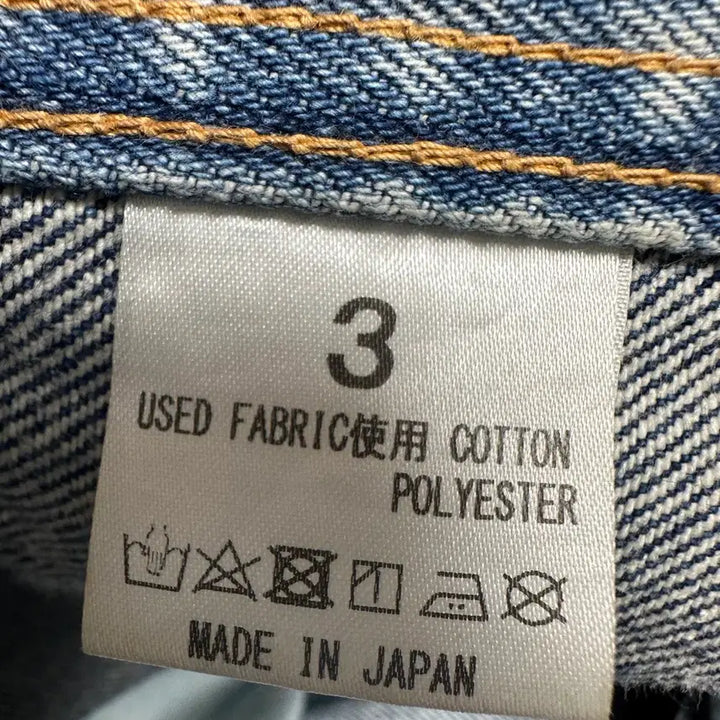 3
USED FABRIC使用 COTTON
POLYESTER
MADE IN JAPAN